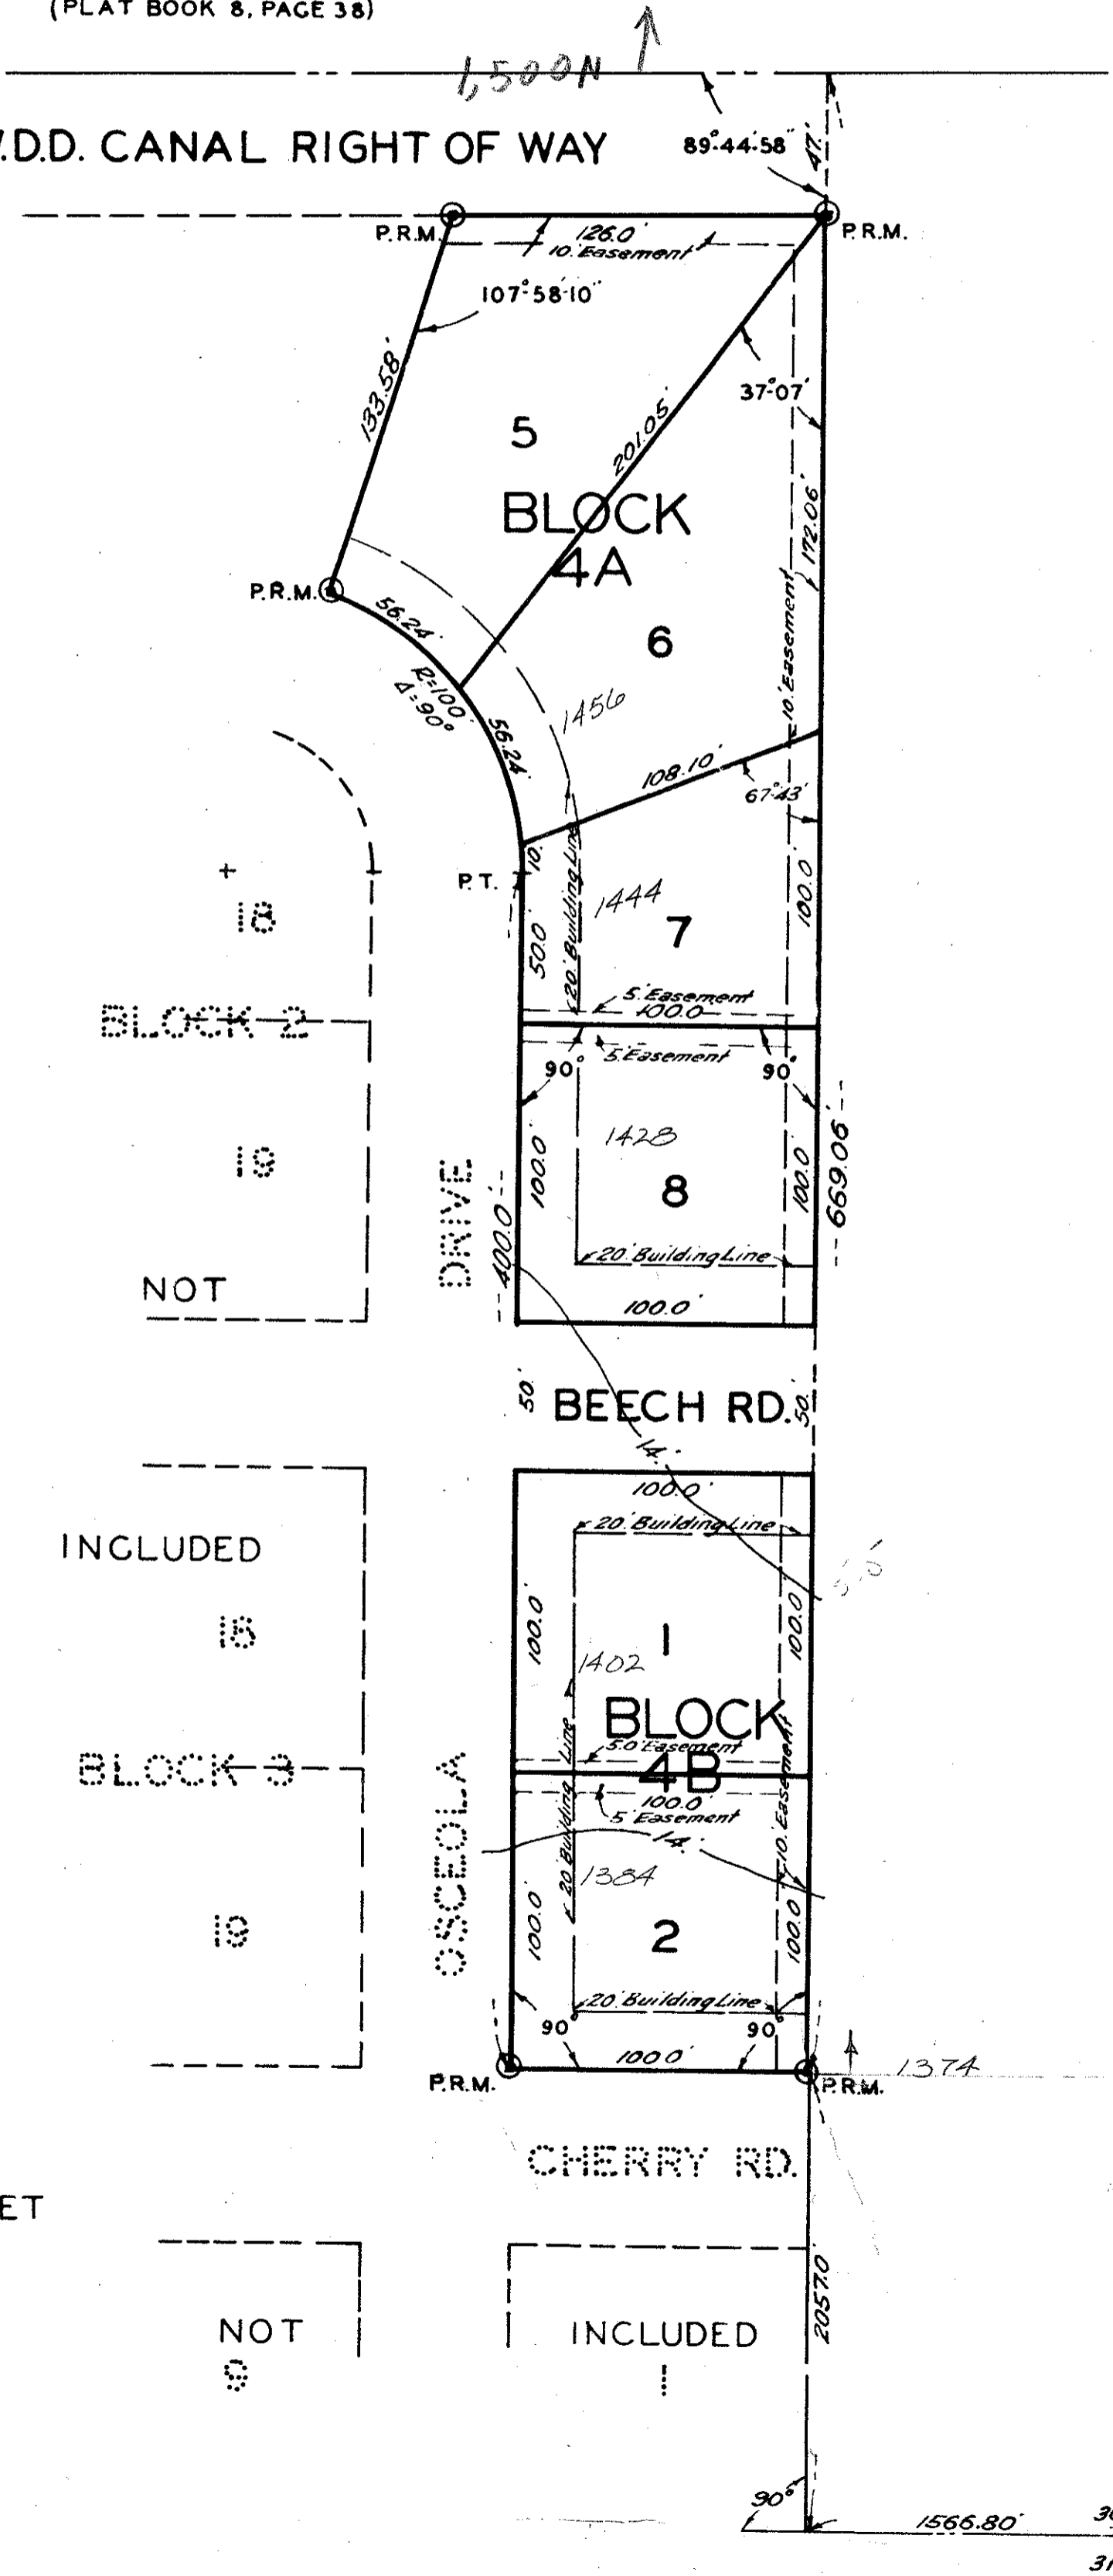 (PLAT BOOK 8, PAGE 38)
1,500N
.D.D. CANAL RIGHT OF WAY
89°-44'-58"
47.'
P.R.M.
126.0'
10.' Easement
P.R.M.
107°-58'-10"
133.58'
37°-07'
5
201.05'
BLOCK
4A
172.06'
10.' Easement
P.R.M.
56.24'
6
R=100'
Δ=90°
56.24'
1456
108.10'
67°-43'
10.'
P.T.
20.' Building Line
18
1444
7
100.0'
50.0'
5.' Easement
100.0
BLOCK 2
5.' Easement
90°
90°
1428
19
100.0'
8
100.0'
669.06'
DRIVE
400.0'
20.' Building Line
NOT
100.0'
50.'
BEECH RD.
50.'
14.'
100.0'
20.' Building Line
INCLUDED
5.5
100.0'
100.0'
18
1
1402
BLOCK
4B
5.0' Easement
BLOCK 3
100.0'
5' Easement
20' Building Line
10.' Easement
14.'
1384
OSCEOLA
19
100.0'
2
100.0'
20.' Building Line
90°
90°
100.0'
P.R.M.
P.R.M.
1374
CHERRY RD.
ET
2057.0'
NOT
INCLUDED
9
1
90°
1566.80'
31